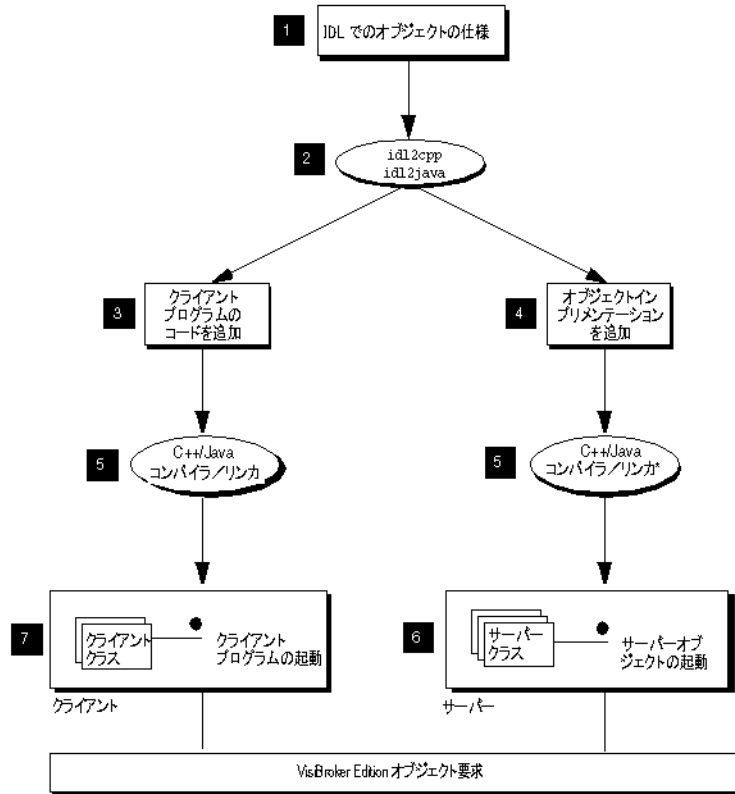 1
IDL でのオブジェクトの仕様
2
idl2cpp
idl2java
3
クライアント
プログラムの
コードを追加
4
オブジェクトイン
プリメンテーション
を追加
5
C++/Java
コンパイラ／リンカ
5
C++/Java
コンパイラ／リンカ*
7
クライアント
クラス
クライアント
プログラムの起動
クライアント
6
サーバー
クラス
サーバーオブ
ジェクトの起動
サーバー
VisiBroker Edition オブジェクト要求